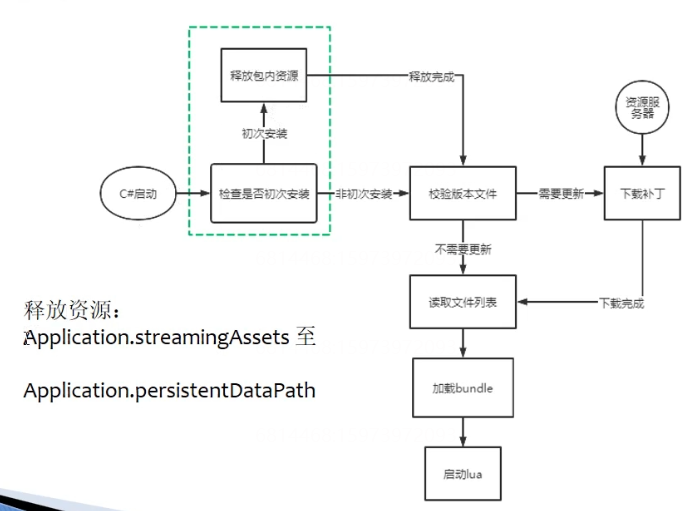 释放包内资源
释放完成
资源服
务器
初次安装
C#启动
检查是否初次安装
非初次安装
校验版本文件
需要更新
下载补丁
不需要更新
释放资源：
Application.streamingAssets 至
读取文件列表
下载完成
Application.persistentDataPath
加载bundle
启动lua